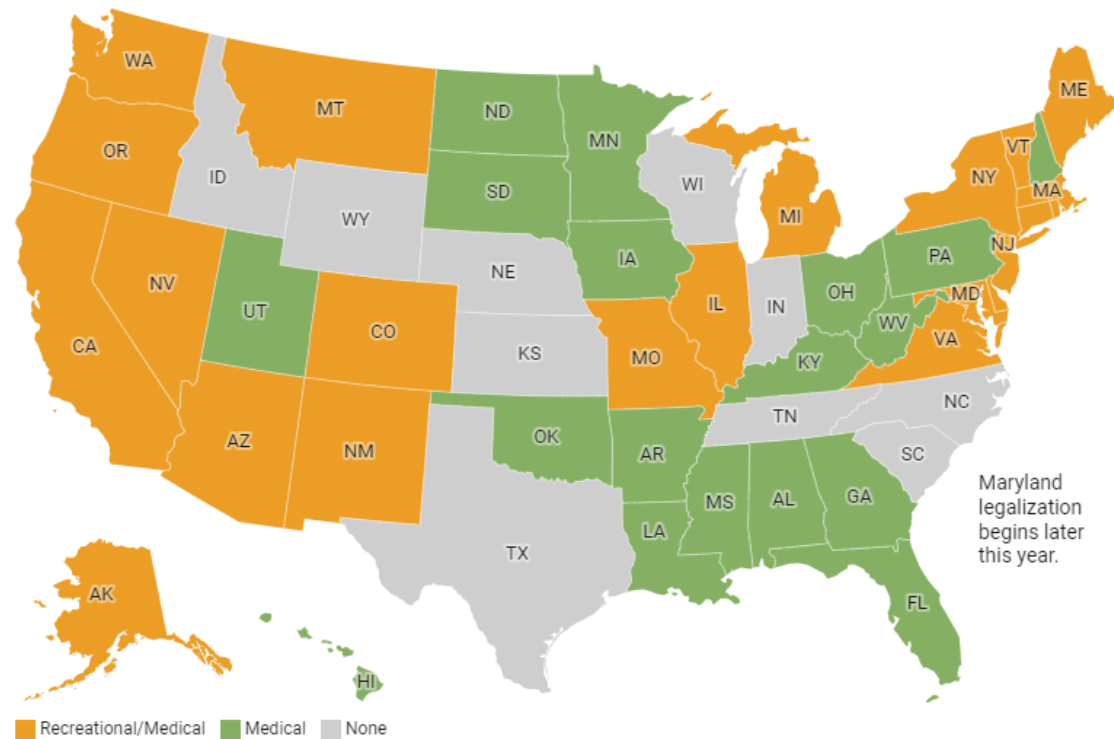 WA
MT
ND
MN
ME
VT
OR
ID
SD
WI
NY
MA
WY
MI
IA
PA
NJ
NE
NV
UT
CO
IL
IN
OH
MD
WV
VA
CA
KS
MO
KY
NC
TN
AZ
NM
OK
AR
SC
MS
AL
GA
Maryland
legalization
begins later
this year.
LA
TX
FL
AK
HI
Recreational/Medical Medical None